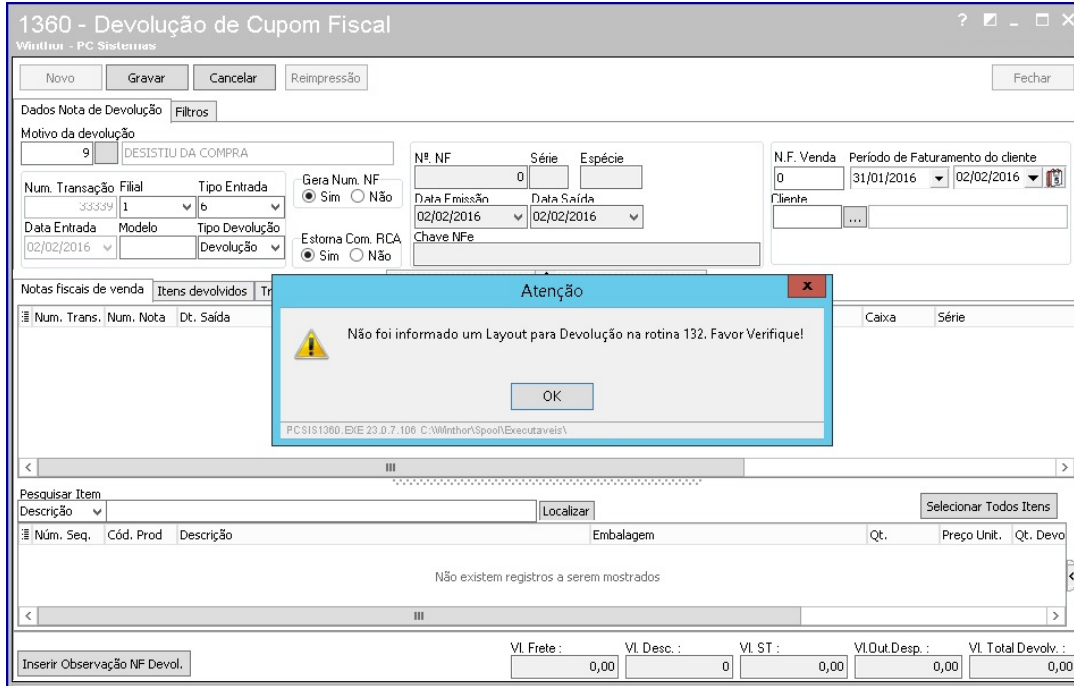 1360 - Devolução de Cupom Fiscal
Winthor - PC Sistemas
Novo Gravar Cancelar Reimpressão Fechar
Dados Nota de Devolução Filtros
Motivo da devolução
9 DESISTIU DA COMPRA
Num. Transação Filial Tipo Entrada
33339 1 6
Data Entrada Modelo Tipo Devolução
02/02/2016 Devolução
Gera Num. NF
Sim Não
Estorna Com. RCA
Sim Não
Nº. NF Série Espécie
0
Data Emissão Data Saída
02/02/2016 02/02/2016
Chave NFe
N.F. Venda Período de Faturamento do cliente
0 31/01/2016 02/02/2016
Cliente
...
Notas fiscais de venda Itens devolvidos Tr
Num. Trans. Num. Nota Dt. Saída Caixa Série
Atenção
Não foi informado um Layout para Devolução na rotina 132. Favor Verifique!
OK
PCSIS1360.EXE 23.0.7.106 C:\Winthor\Spool\Executaveis\
Pesquisar Item
Descrição Localizar Selecionar Todos Itens
Núm. Seq. Cód. Prod Descrição Embalagem Qt. Preço Unit. Qt. Devo
Não existem registros a serem mostrados
Inserir Observação NF Devol.
Vl. Frete : Vl. Desc. : Vl. ST : Vl.Out.Desp. : Vl. Total Devolv. :
0,00 0 0,00 0,00 0,00